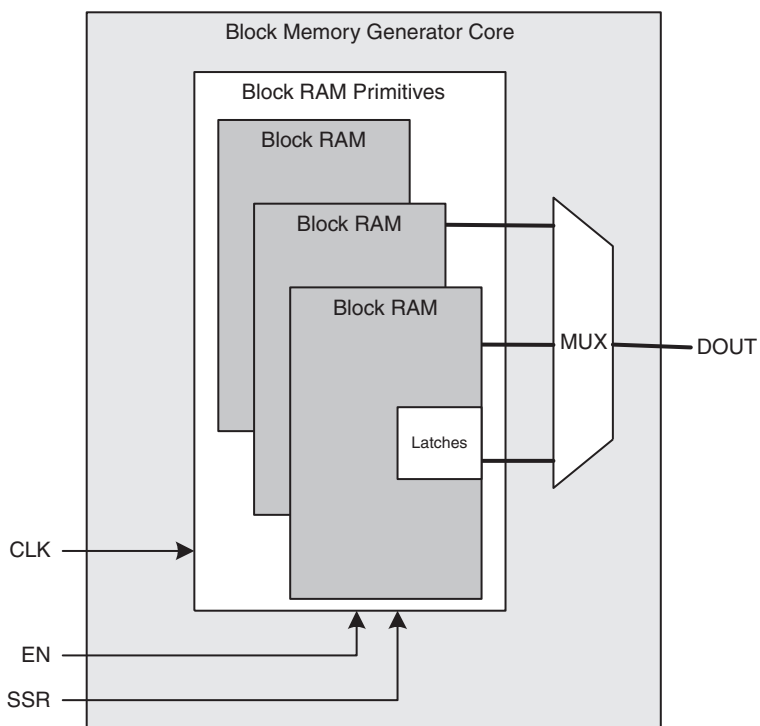 Block Memory Generator Core
Block RAM Primitives
Block RAM
Block RAM
Block RAM
MUX
DOUT
Latches
CLK
EN
SSR